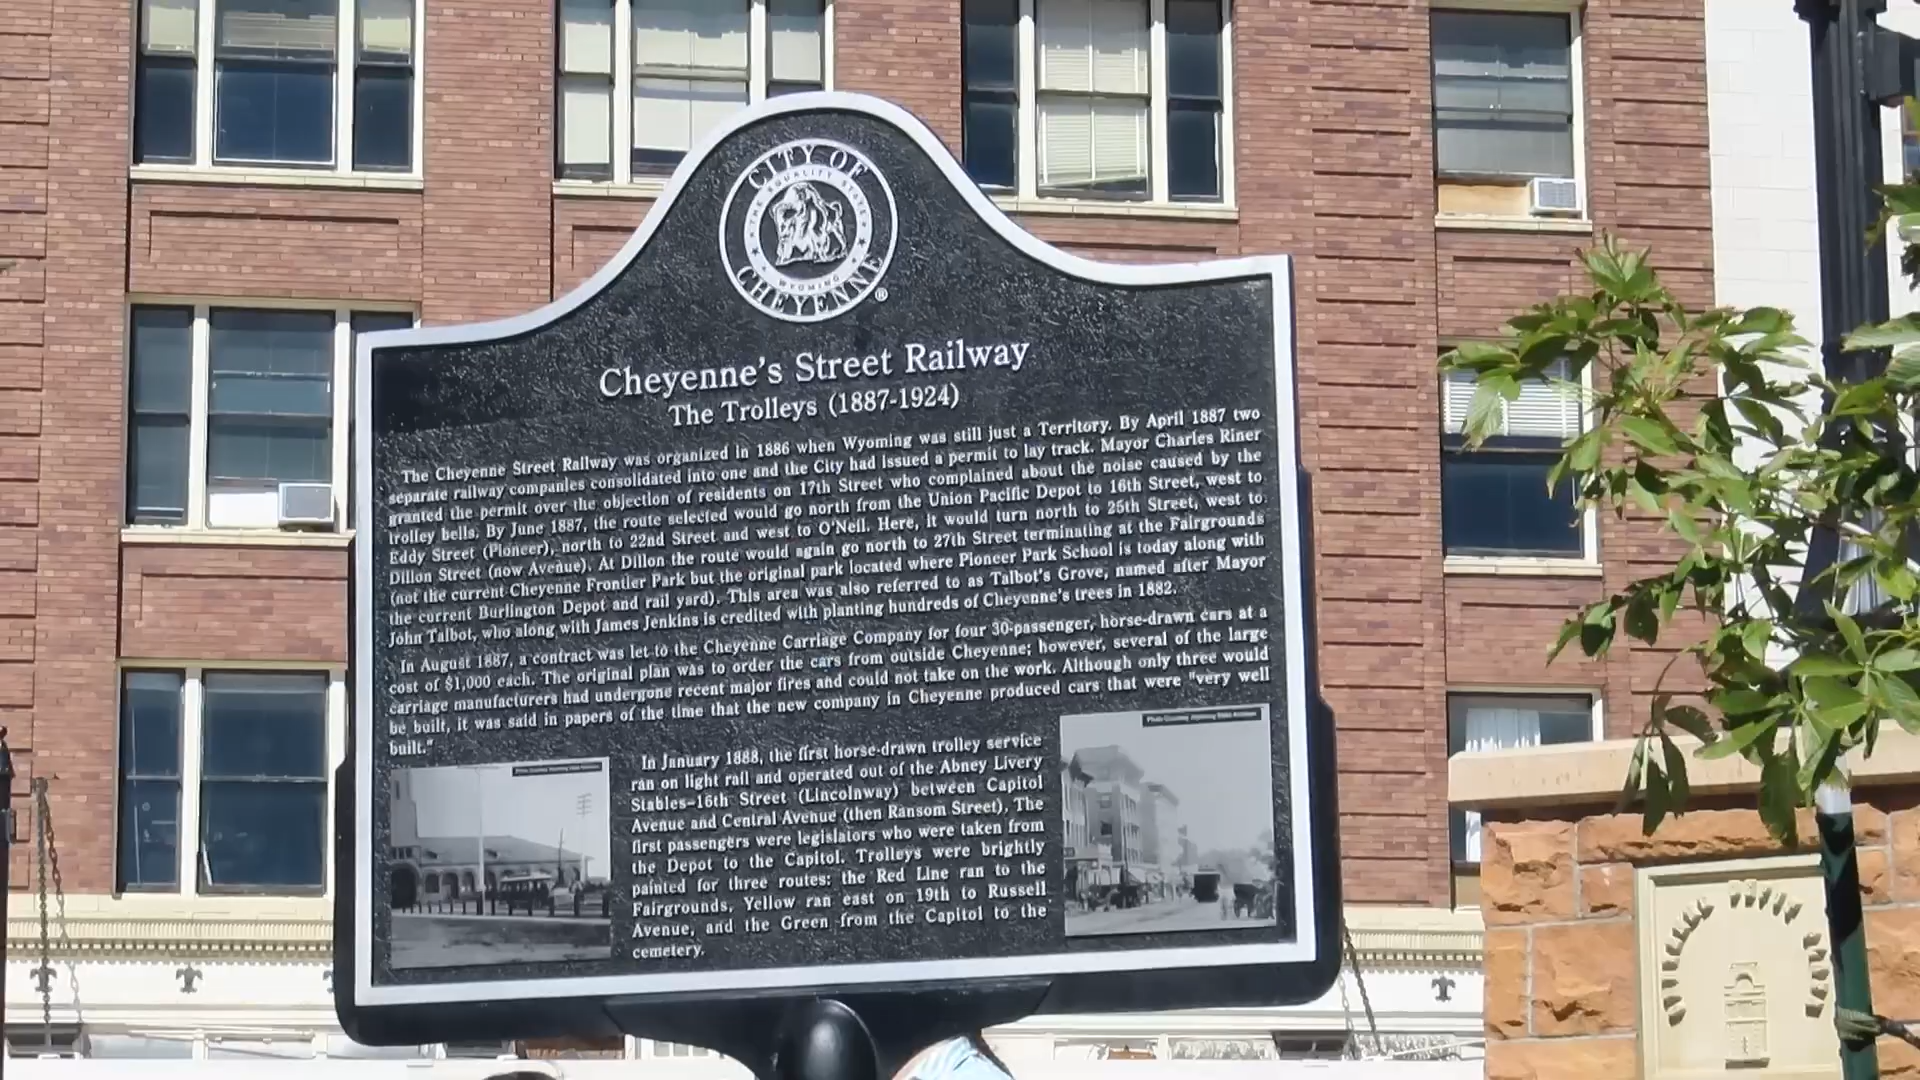 CITY OF
THE EQUALITY STATE
WYOMING
CHEYENNE®
Cheyenne's Street Railway
The Trolleys (1887-1924)
The Cheyenne Street Railway was organized in 1886 when Wyoming was still just a Territory. By April 1887 two
separate railway companies consolidated into one and the City had issued a permit to lay track. Mayor Charles Riner
granted the permit over the objection of residents on 17th Street who complained about the noise caused by the
trolley bells. By June 1887, the route selected would go north from the Union Pacific Depot to 16th Street, west to
Eddy Street (Pioneer), north to 22nd Street and west to O'Neil. Here, it would turn north to 25th Street, west to
Dillon Street (now Avenue). At Dillon the route would again go north to 27th Street terminating at the Fairgrounds
(not the current Cheyenne Frontier Park but the original park located where Pioneer Park School is today along with
the current Burlington Depot and rail yard). This area was also referred to as Talbot's Grove, named after Mayor
John Talbot, who along with James Jenkins is credited with planting hundreds of Cheyenne's trees in 1882.
In August 1887, a contract was let to the Cheyenne Carriage Company for four 30-passenger, horse-drawn cars at a
cost of $1,000 each. The original plan was to order the cars from outside Cheyenne; however, several of the large
carriage manufacturers had undergone recent major fires and could not take on the work. Although only three would
be built, it was said in papers of the time that the new company in Cheyenne produced cars that were "very well
built."
In January 1888, the first horse-drawn trolley service
ran on light rail and operated out of the Abney Livery
Stables-16th Street (Lincolnway) between Capitol
Avenue and Central Avenue (then Ransom Street). The
first passengers were legislators who were taken from
the Depot to the Capitol. Trolleys were brightly
painted for three routes: the Red Line ran to the
Fairgrounds, Yellow ran east on 19th to Russell
Avenue, and the Green from the Capitol to the
cemetery.
Photo Courtesy Wyoming State Archives
Photo Courtesy Wyoming State Archives